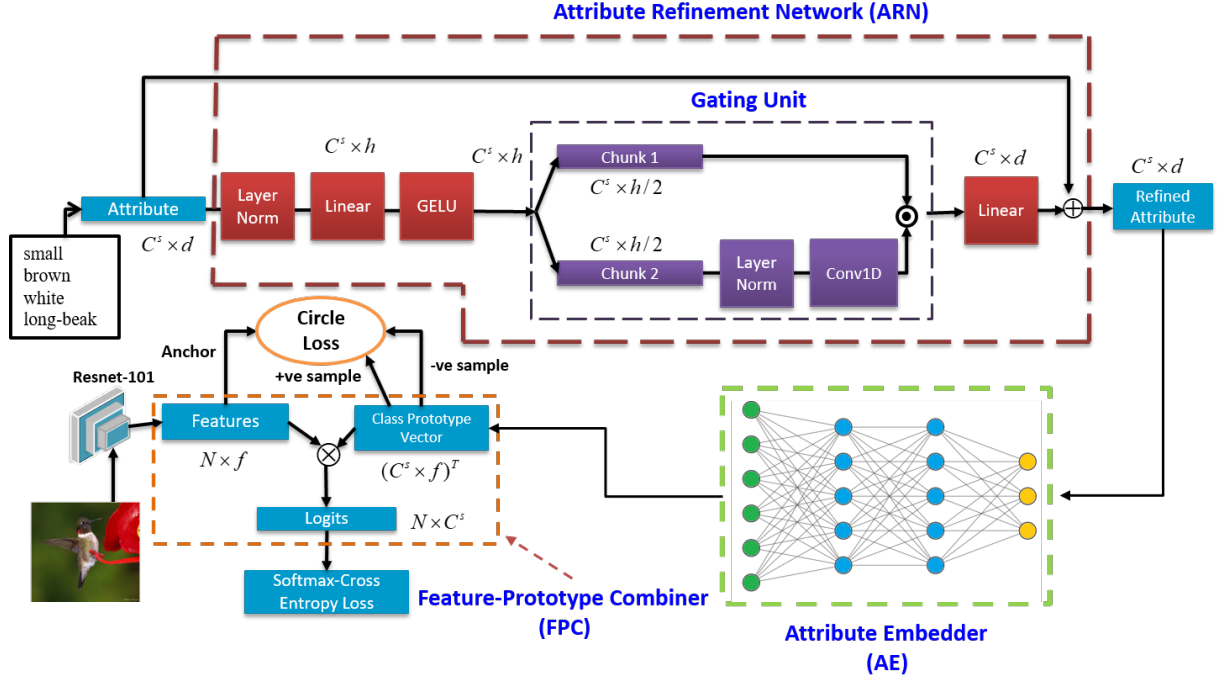 Attribute Refinement Network (ARN)
Gating Unit
C^s × h
C^s × h
Chunk 1
C^s × h/2
C^s × d
C^s × d
Attribute
Layer
Norm
Linear
GELU
Linear
Refined
Attribute
C^s × d
C^s × h/2
Chunk 2
Layer
Norm
Conv1D
small
brown
white
long-beak
Circle
Loss
Anchor
+ve sample
-ve sample
Resnet-101
Features
Class Prototype
Vector
N × f
(C^s × f)^T
Logits
N × C^s
Softmax-Cross
Entropy Loss
Feature-Prototype Combiner
(FPC)
Attribute Embedder
(AE)